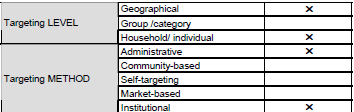 Geographical ×
Targeting LEVEL
Group /category
Household/ individual ×
Administrative ×
Community-based
Targeting METHOD
Self-targeting
Market-based
Institutional ×